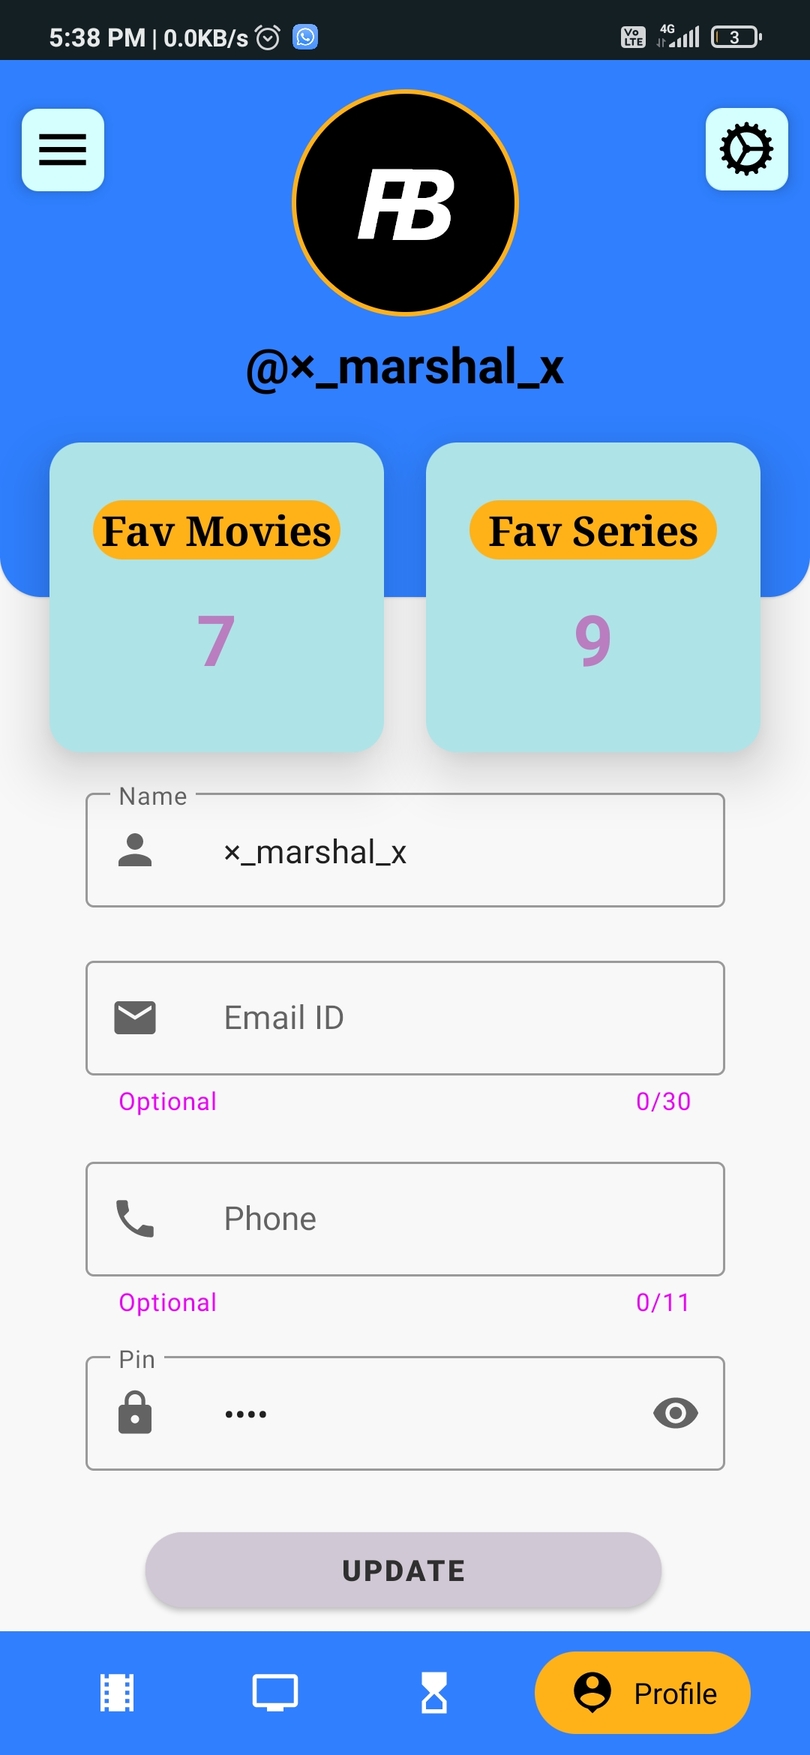 5:38 PM | 0.0KB/s Vo LTE 4G 3
FB
@×_marshal_x
Fav Movies Fav Series
7 9
Name
×_marshal_x
Email ID
Optional 0/30
Phone
Optional 0/11
Pin
••••
UPDATE
Profile